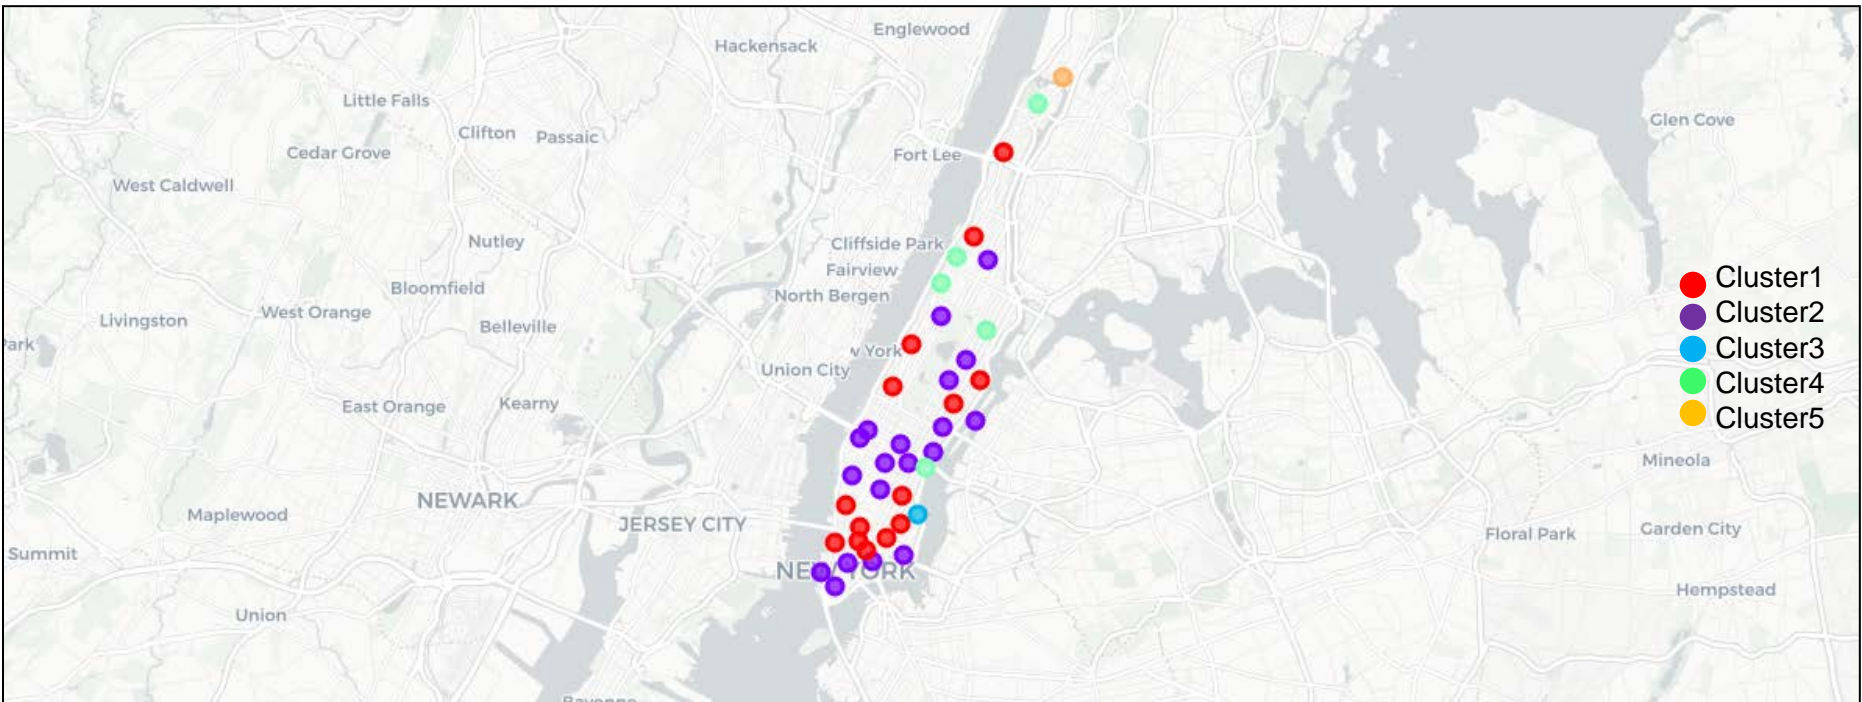 Englewood
Hackensack
Little Falls
Glen Cove
Clifton
Passaic
Cedar Grove
Fort Lee
West Caldwell
Nutley
Cliffside Park
Fairview
Cluster1
Bloomfield
North Bergen
West Orange
Cluster2
Livingston
Belleville
Park
w York
Cluster3
Union City
Cluster4
East Orange
Kearny
Cluster5
Mineola
NEWARK
Maplewood
JERSEY CITY
Floral Park
Garden City
Summit
NEW YORK
Hempstead
Union
Bayonne